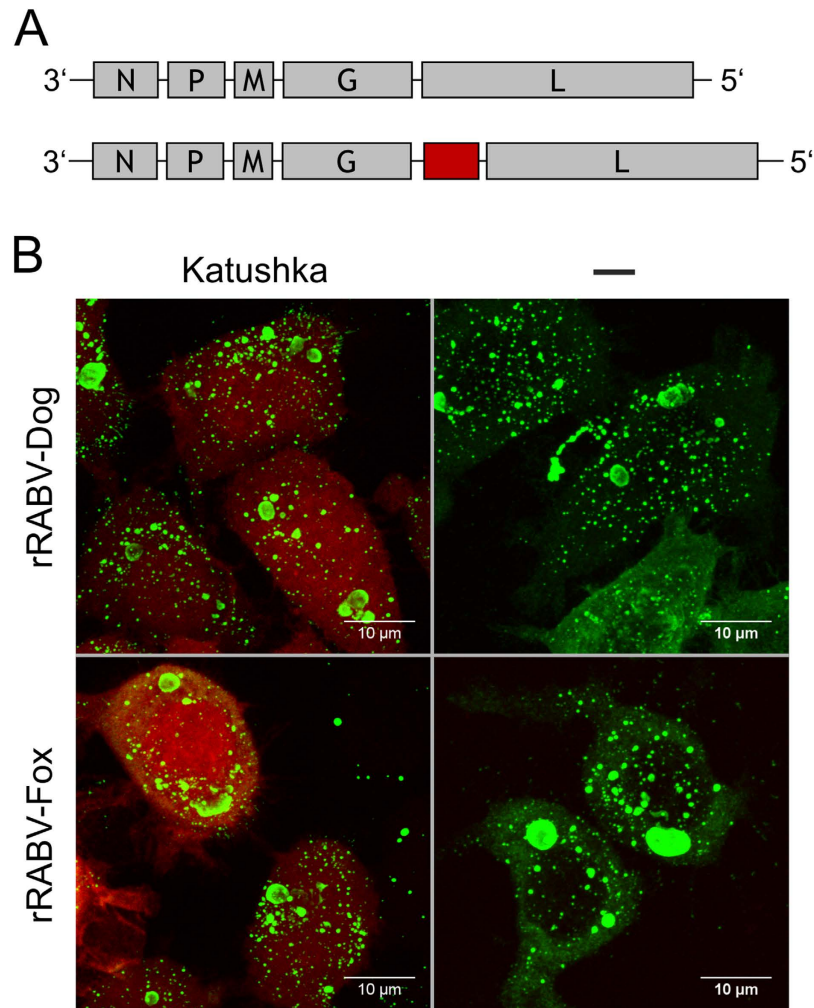 A
3‘ N P M G L 5‘
3‘ N P M G L 5‘
B
Katushka —
rRABV-Dog
10 µm 10 µm
rRABV-Fox
10 µm 10 µm